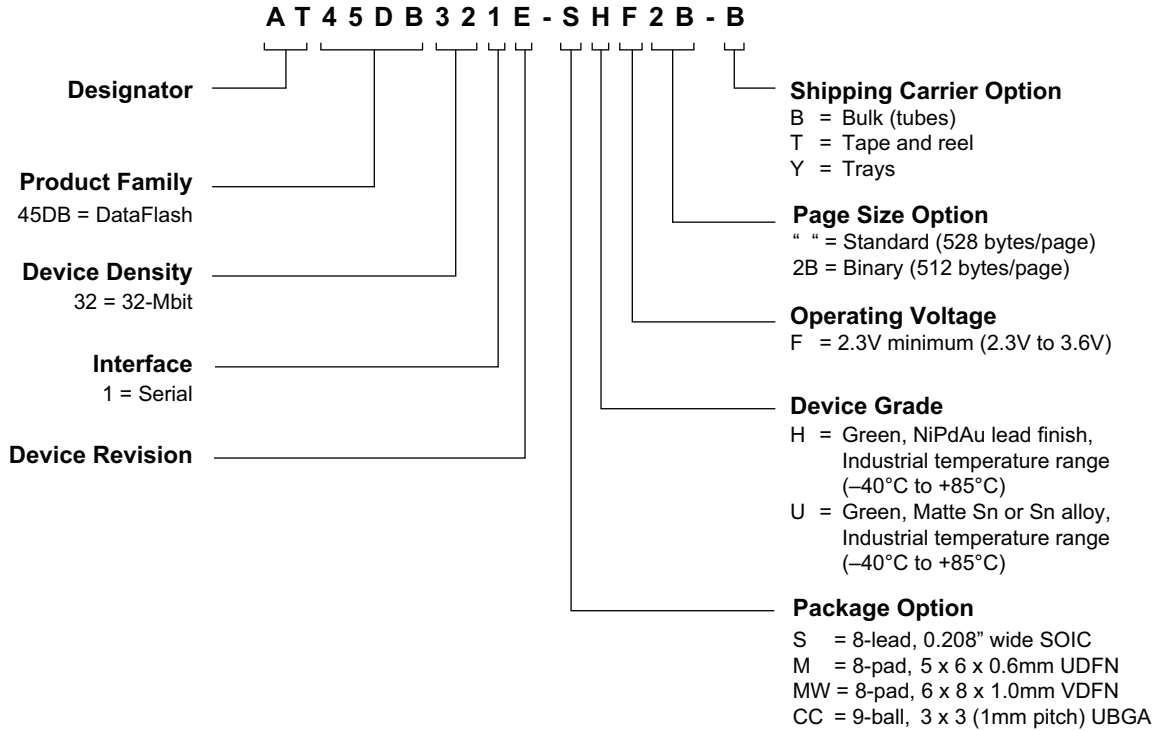 A T 4 5 D B 3 2 1 E - S H F 2 B - B
Designator
Product Family
45DB = DataFlash
Device Density
32 = 32-Mbit
Interface
1 = Serial
Device Revision
Shipping Carrier Option
B = Bulk (tubes)
T = Tape and reel
Y = Trays
Page Size Option
“ “ = Standard (528 bytes/page)
2B = Binary (512 bytes/page)
Operating Voltage
F = 2.3V minimum (2.3V to 3.6V)
Device Grade
H = Green, NiPdAu lead finish,
Industrial temperature range
(–40°C to +85°C)
U = Green, Matte Sn or Sn alloy,
Industrial temperature range
(–40°C to +85°C)
Package Option
S = 8-lead, 0.208” wide SOIC
M = 8-pad, 5 x 6 x 0.6mm UDFN
MW = 8-pad, 6 x 8 x 1.0mm VDFN
CC = 9-ball, 3 x 3 (1mm pitch) UBGA